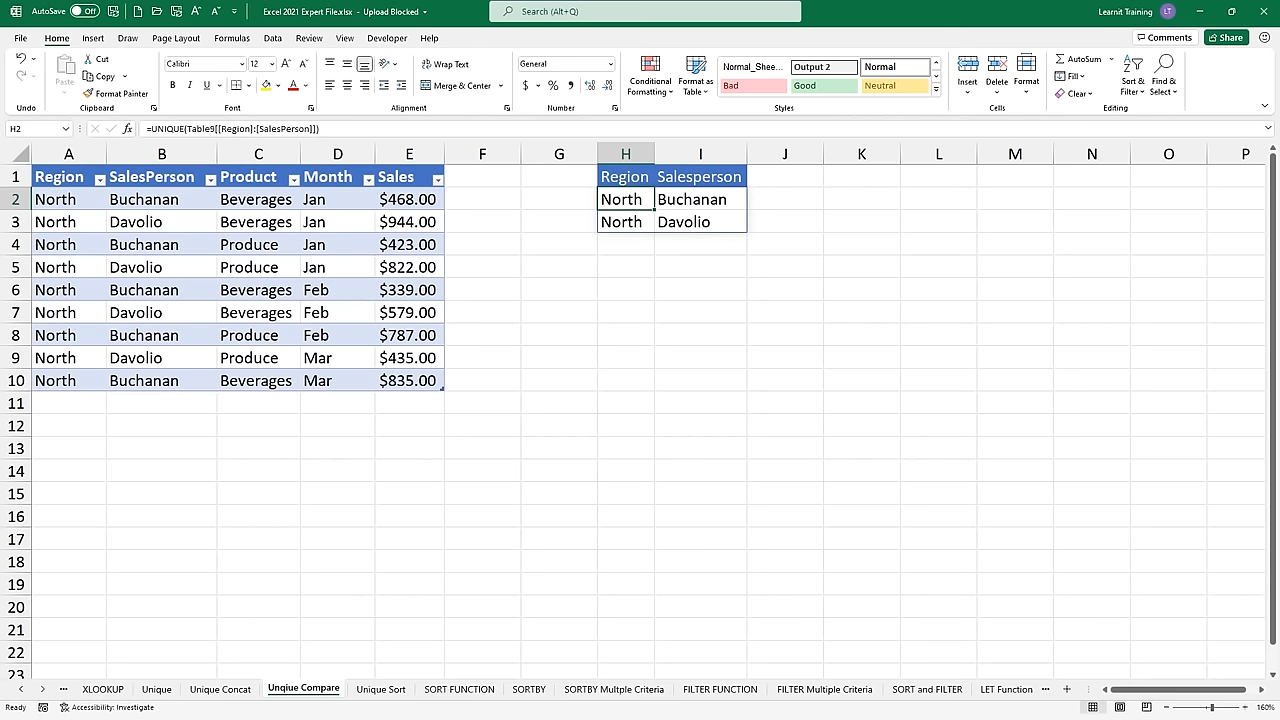 AutoSave Off Excel 2021 Expert File.xlsx - Upload Blocked Search (Alt+Q) Learnit Training LT
File Home Insert Draw Page Layout Formulas Data Review View Developer Help Comments Share
Cut Calibri 12 Wrap Text General Normal_Shee... Output 2 Normal AutoSum
Paste Copy Conditional Format as Insert Delete Format Fill Sort & Find &
Format Painter B I U Merge & Center $ % Formatting Table Bad Good Neutral Clear Filter Select
Undo Clipboard Font Alignment Number Styles Cells Editing
H2 fx =UNIQUE(Table9[[Region]:[SalesPerson]])
A B C D E F G H I J K L M N O P
1 Region SalesPerson Product Month Sales Region Salesperson
2 North Buchanan Beverages Jan $468.00 North Buchanan
3 North Davolio Beverages Jan $944.00 North Davolio
4 North Buchanan Produce Jan $423.00
5 North Davolio Produce Jan $822.00
6 North Buchanan Beverages Feb $339.00
7 North Davolio Beverages Feb $579.00
8 North Buchanan Produce Feb $787.00
9 North Davolio Produce Mar $435.00
10 North Buchanan Beverages Mar $835.00
11
12
13
14
15
16
17
18
19
20
21
22
23
... XLOOKUP Unique Unique Concat Unqiue Compare Unique Sort SORT FUNCTION SORTBY SORTBY Multple Criteria FILTER FUNCTION FILTER Multiple Criteria SORT and FILTER LET Function ...
Ready Accessibility: Investigate 160%